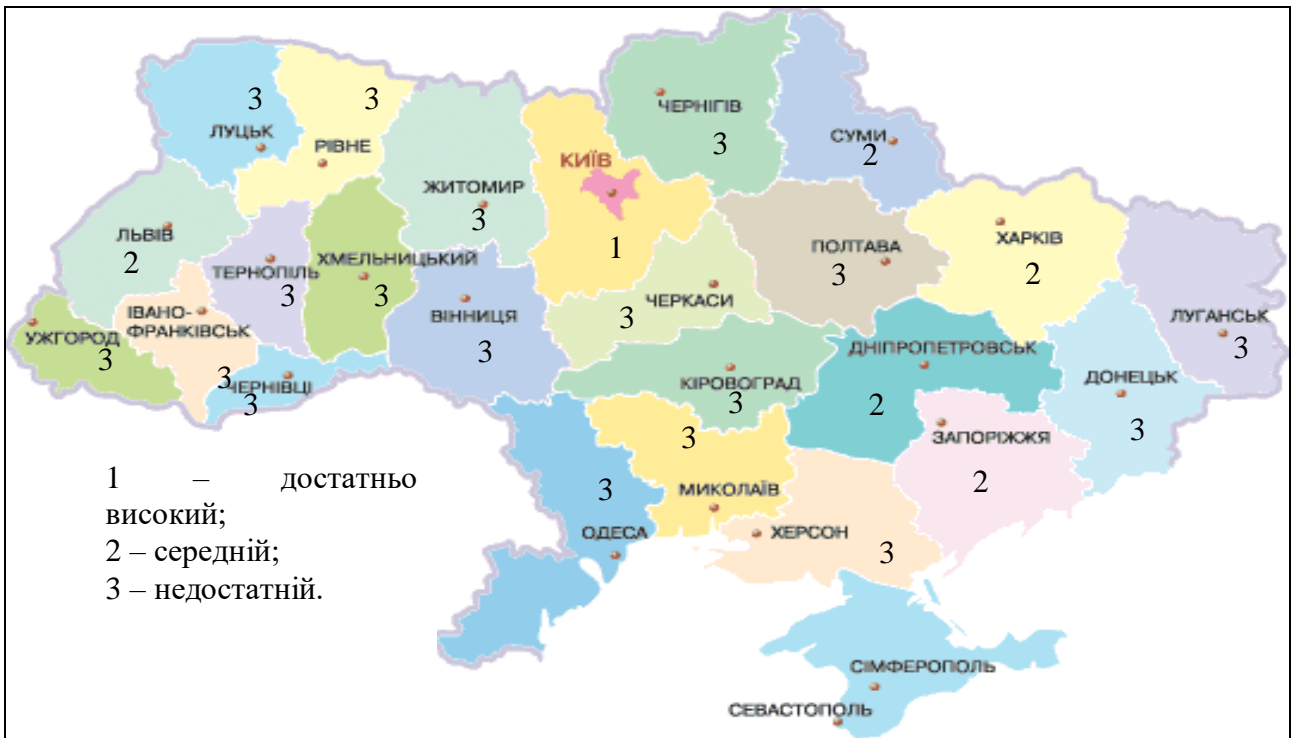 ЧЕРНІГІВ
3
3
3
ЛУЦЬК
РІВНЕ
СУМИ
2
КИЇВ
ЖИТОМИР
3
ЛЬВІВ
2
ТЕРНОПІЛЬ
3
ХМЕЛЬНИЦЬКИЙ
3
1
ПОЛТАВА
3
ХАРКІВ
2
ІВАНО-
ФРАНКІВСЬК
3
ВІННИЦЯ
3
ЧЕРКАСИ
3
ЛУГАНСЬК
3
УЖГОРОД
3
ЧЕРНІВЦІ
3
КІРОВОГРАД
3
ДНІПРОПЕТРОВСЬК
2
ДОНЕЦЬК
3
ЗАПОРІЖЖЯ
2
3
МИКОЛАЇВ
3
ОДЕСА
ХЕРСОН
3
1 – достатньо
високий;
2 – середній;
3 – недостатній.
СІМФЕРОПОЛЬ
СЕВАСТОПОЛЬ